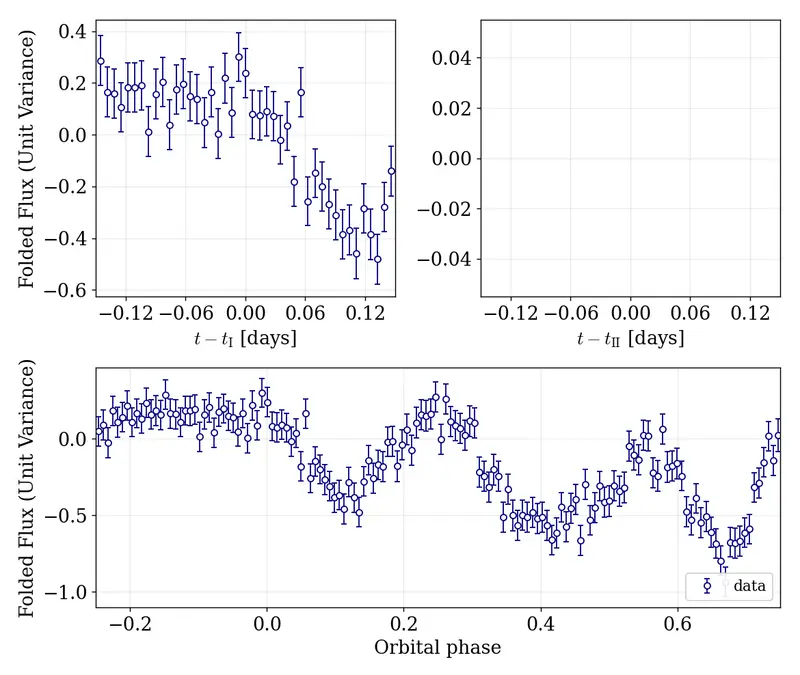 Folded Flux (Unit Variance)
0.4
0.2
0.0
−0.2
−0.4
−0.6
−0.12 −0.06 0.00 0.06 0.12
t − tI [days]
0.04
0.02
0.00
−0.02
−0.04
−0.12 −0.06 0.00 0.06 0.12
t − tII [days]
Folded Flux (Unit Variance)
0.0
−0.5
−1.0
−0.2 0.0 0.2 0.4 0.6
Orbital phase
data